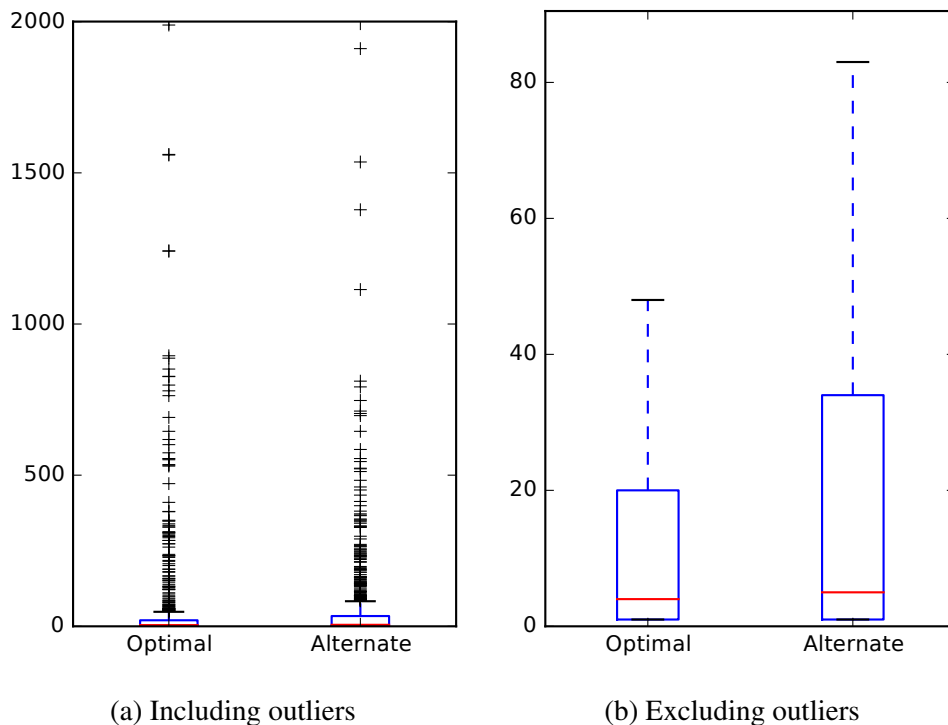 2000
1500
1000
500
0
Optimal Alternate
(a) Including outliers
80
60
40
20
0
Optimal Alternate
(b) Excluding outliers